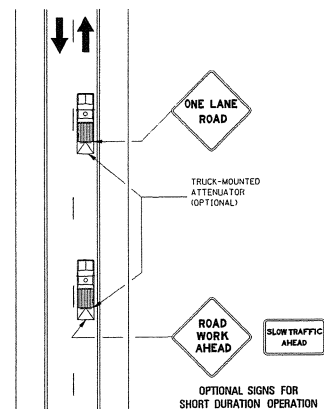 ONE LANE
ROAD
TRUCK-MOUNTED
ATTENUATOR
(OPTIONAL)
ROAD
WORK
AHEAD
SLOW TRAFFIC
AHEAD
OPTIONAL SIGNS FOR
SHORT DURATION OPERATION